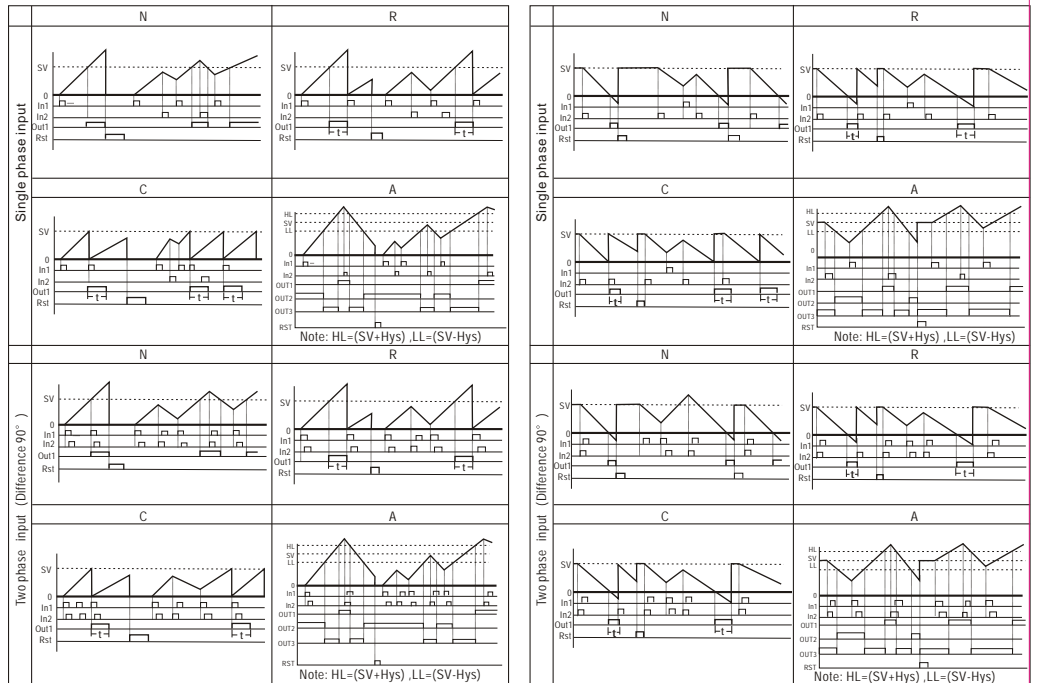 N R
Single phase input
SV
0
In1
In2
Out1
Rst
t
SV
0
In1
In2
Out1
Rst
t
t
C A
SV
0
In1
In2
Out1
Rst
t
t
t
HL
SV
LL
0
In1
In2
OUT1
OUT2
OUT3
RST
Note: HL=(SV+Hys) ,LL=(SV-Hys)
N R
Two phase input (Difference 90°)
SV
0
In1
In2
Out1
Rst
SV
0
In1
In2
Out1
Rst
t
t
C A
SV
0
In1
In2
Out1
Rst
t
t
HL
SV
LL
0
In1
In2
OUT1
OUT2
OUT3
RST
Note: HL=(SV+Hys) ,LL=(SV-Hys)
N R
Single phase input
SV
0
In1
In2
Out1
Rst
SV
0
In1
In2
Out1
Rst
t
t
C A
SV
0
In1
In2
Out1
Rst
t
t
t
HL
SV
LL
0
In1
In2
OUT1
OUT2
OUT3
RST
Note: HL=(SV+Hys) ,LL=(SV-Hys)
N R
Two phase input (Difference 90°)
SV
0
In1
In2
Out1
Rst
SV
0
In1
In2
Out1
Rst
t
t
C A
SV
0
In1
In2
Out1
Rst
t
t
HL
SV
LL
0
In1
In2
OUT1
OUT2
OUT3
RST
Note: HL=(SV+Hys) ,LL=(SV-Hys)